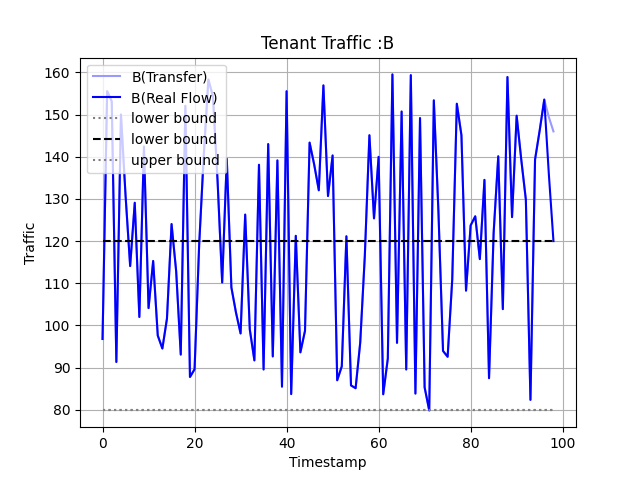 Tenant Traffic :B
B(Transfer)
B(Real Flow)
lower bound
lower bound
upper bound
Traffic
160
150
140
130
120
110
100
90
80
0 20 40 60 80 100
Timestamp